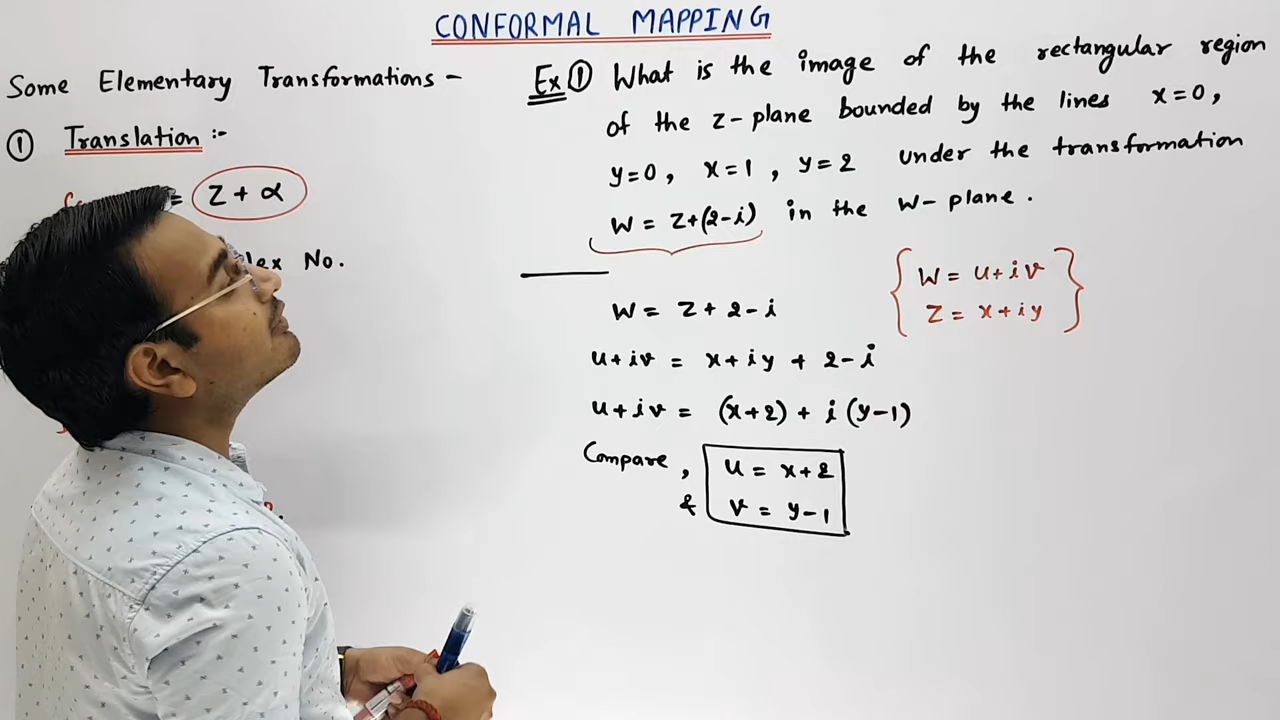 CONFORMAL MAPPING
Some Elementary Transformations -
① Translation :-
= Z + α
No.
Ex ① What is the image of the rectangular region
of the z-plane bounded by the lines x=0,
y=0, x=1, y=2 under the transformation
W = Z+(2-i) in the W-plane.
W = u+iv
Z = x+iy
W = Z + 2 - i
u+iv = x+iy + 2-i
u+iv = (x+2) + i (y-1)
Compare, u = x+2
& v = y-1